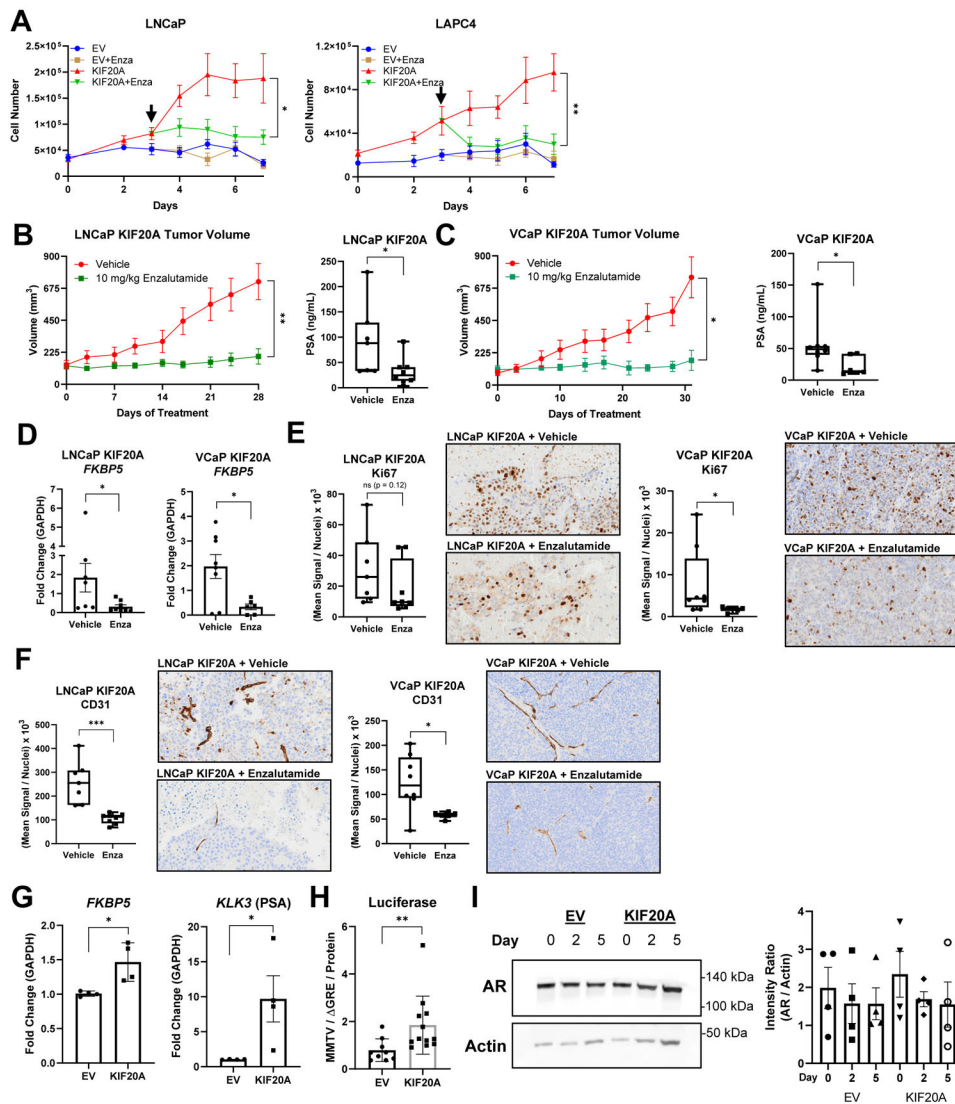 A
LNCaP
Cell Number
2.5×10⁵
2.0×10⁵
1.5×10⁵
1.0×10⁵
5.0×10⁴
0
EV
EV+Enza
KIF20A
KIF20A+Enza
*
0 2 4 6
Days
LAPC4
Cell Number
1.2×10⁵
8.0×10⁴
4.0×10⁴
0
EV
EV+Enza
KIF20A
KIF20A+Enza
**
0 2 4 6
Days
B
LNCaP KIF20A Tumor Volume
Volume (mm³)
900
675
450
225
0
Vehicle
10 mg/kg Enzalutamide
**
0 7 14 21 28
Days of Treatment
LNCaP KIF20A
PSA (ng/mL)
250
200
150
100
50
0
*
Vehicle Enza
C
VCaP KIF20A Tumor Volume
Volume (mm³)
900
675
450
225
0
Vehicle
10 mg/kg Enzalutamide
*
0 10 20 30
Days of Treatment
VCaP KIF20A
PSA (ng/mL)
200
150
100
50
0
*
Vehicle Enza
D
LNCaP KIF20A
FKBP5
Fold Change (GAPDH)
8
6
4
2
2
1
0
*
Vehicle Enza
VCaP KIF20A
FKBP5
Fold Change (GAPDH)
5
4
3
2
1
0
*
Vehicle Enza
E
LNCaP KIF20A
Ki67
ns (p = 0.12)
(Mean Signal / Nuclei) x 10³
80
60
40
20
0
Vehicle Enza
LNCaP KIF20A + Vehicle
LNCaP KIF20A + Enzalutamide
VCaP KIF20A
Ki67
(Mean Signal / Nuclei) x 10³
30
20
10
0
*
Vehicle Enza
VCaP KIF20A + Vehicle
VCaP KIF20A + Enzalutamide
F
LNCaP KIF20A
CD31
(Mean Signal / Nuclei) x 10³
500
400
300
200
100
0
***
Vehicle Enza
LNCaP KIF20A + Vehicle
LNCaP KIF20A + Enzalutamide
VCaP KIF20A
CD31
(Mean Signal / Nuclei) x 10³
250
200
150
100
50
0
*
Vehicle Enza
VCaP KIF20A + Vehicle
VCaP KIF20A + Enzalutamide
G
FKBP5
Fold Change (GAPDH)
2.0
1.5
1.0
0.5
0.0
*
EV KIF20A
KLK3 (PSA)
Fold Change (GAPDH)
20
15
10
5
0
*
EV KIF20A
H
Luciferase
MMTV / ΔGRE / Protein
6
4
2
0
**
EV KIF20A
I
EV KIF20A
Day 0 2 5 0 2 5
AR
140 kDa
100 kDa
Actin
50 kDa
Intensity Ratio
(AR / Actin)
4
3
2
1
0
Day 0 2 5 0 2 5
EV KIF20A